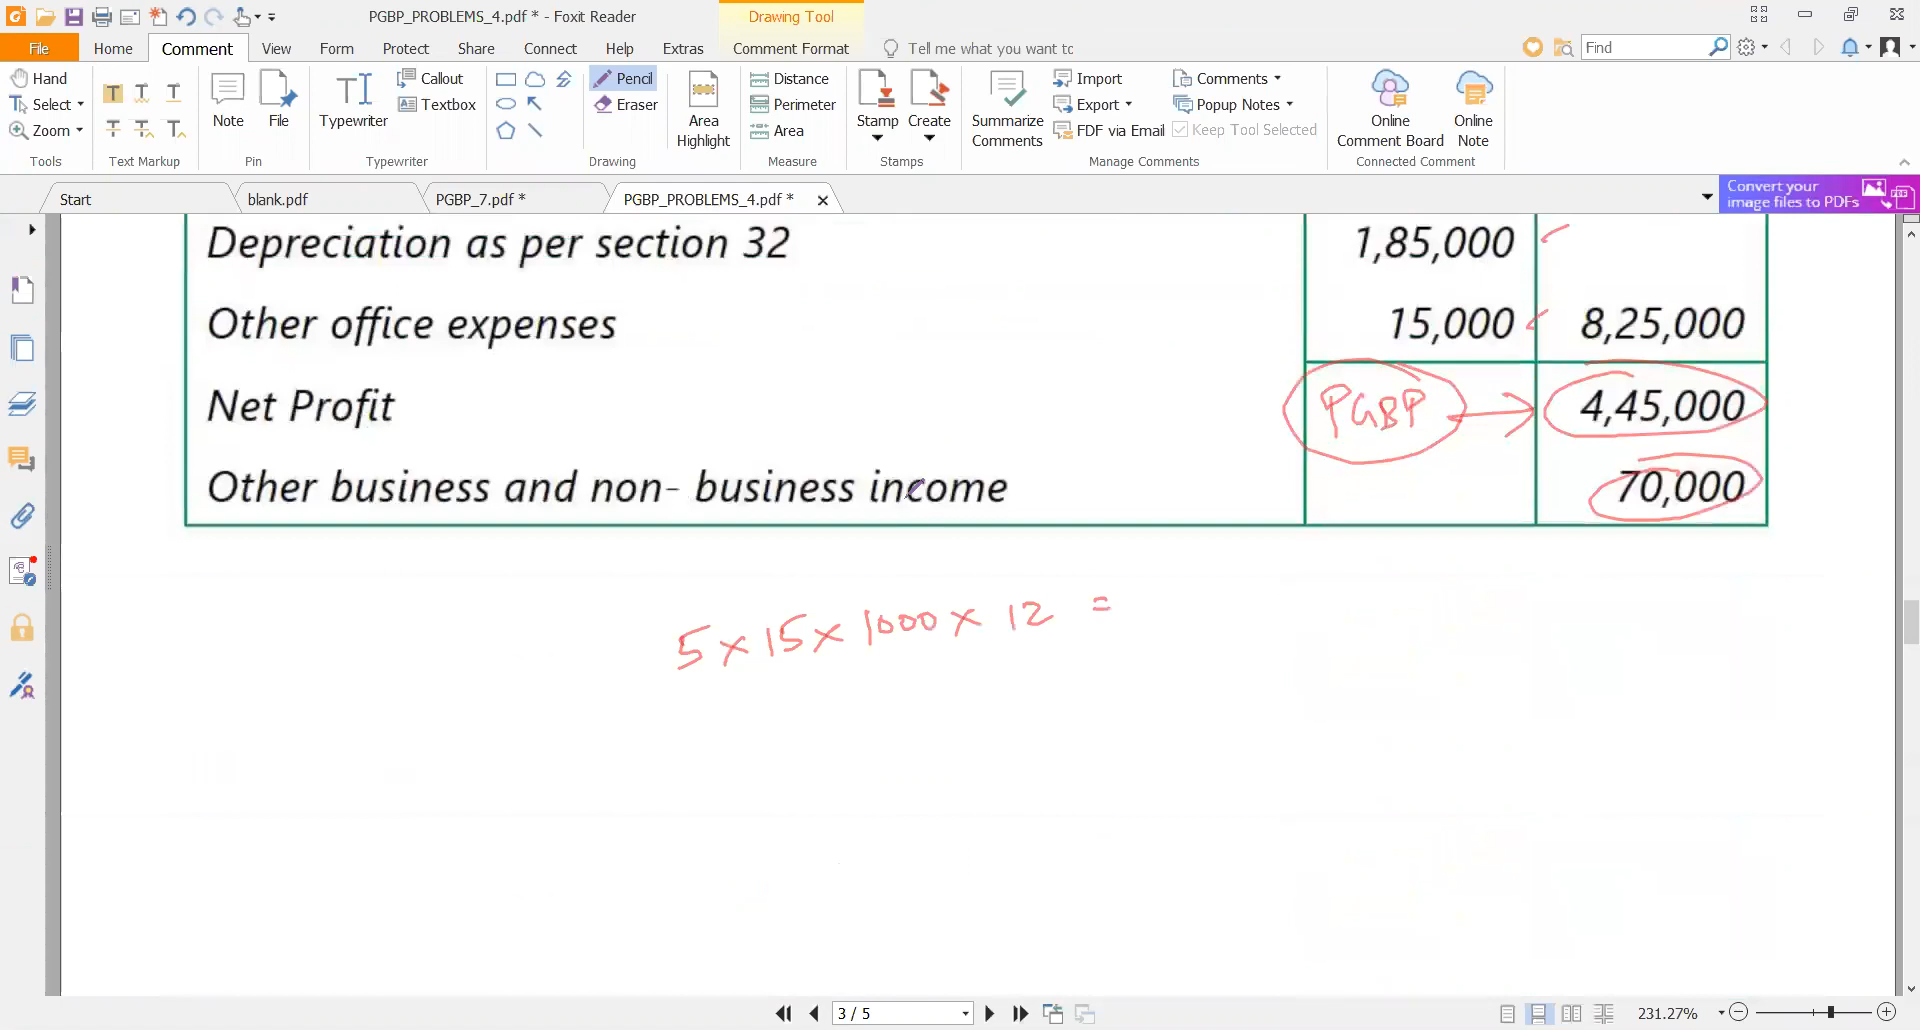 PGBP_PROBLEMS_4.pdf * - Foxit Reader
Drawing Tool
File Home Comment View Form Protect Share Connect Help Extras Comment Format Tell me what you want to Find
Hand Select Zoom
Tools
Text Markup
Note File
Pin
Typewriter Callout Textbox
Typewriter
Pencil Eraser
Drawing
Area Highlight
Distance Perimeter Area
Measure
Stamp Create
Stamps
Summarize Comments
Import Export FDF via Email
Comments Popup Notes Keep Tool Selected
Manage Comments
Online Comment Board Online Note
Connected Comment
Start blank.pdf PGBP_7.pdf * PGBP_PROBLEMS_4.pdf *
Convert your
image files to PDFs
Depreciation as per section 32 1,85,000
Other office expenses 15,000 8,25,000
Net Profit PGBP 4,45,000
Other business and non- business income 70,000
5 x 15 x 1000 x 12 =
3 / 5 231.27%